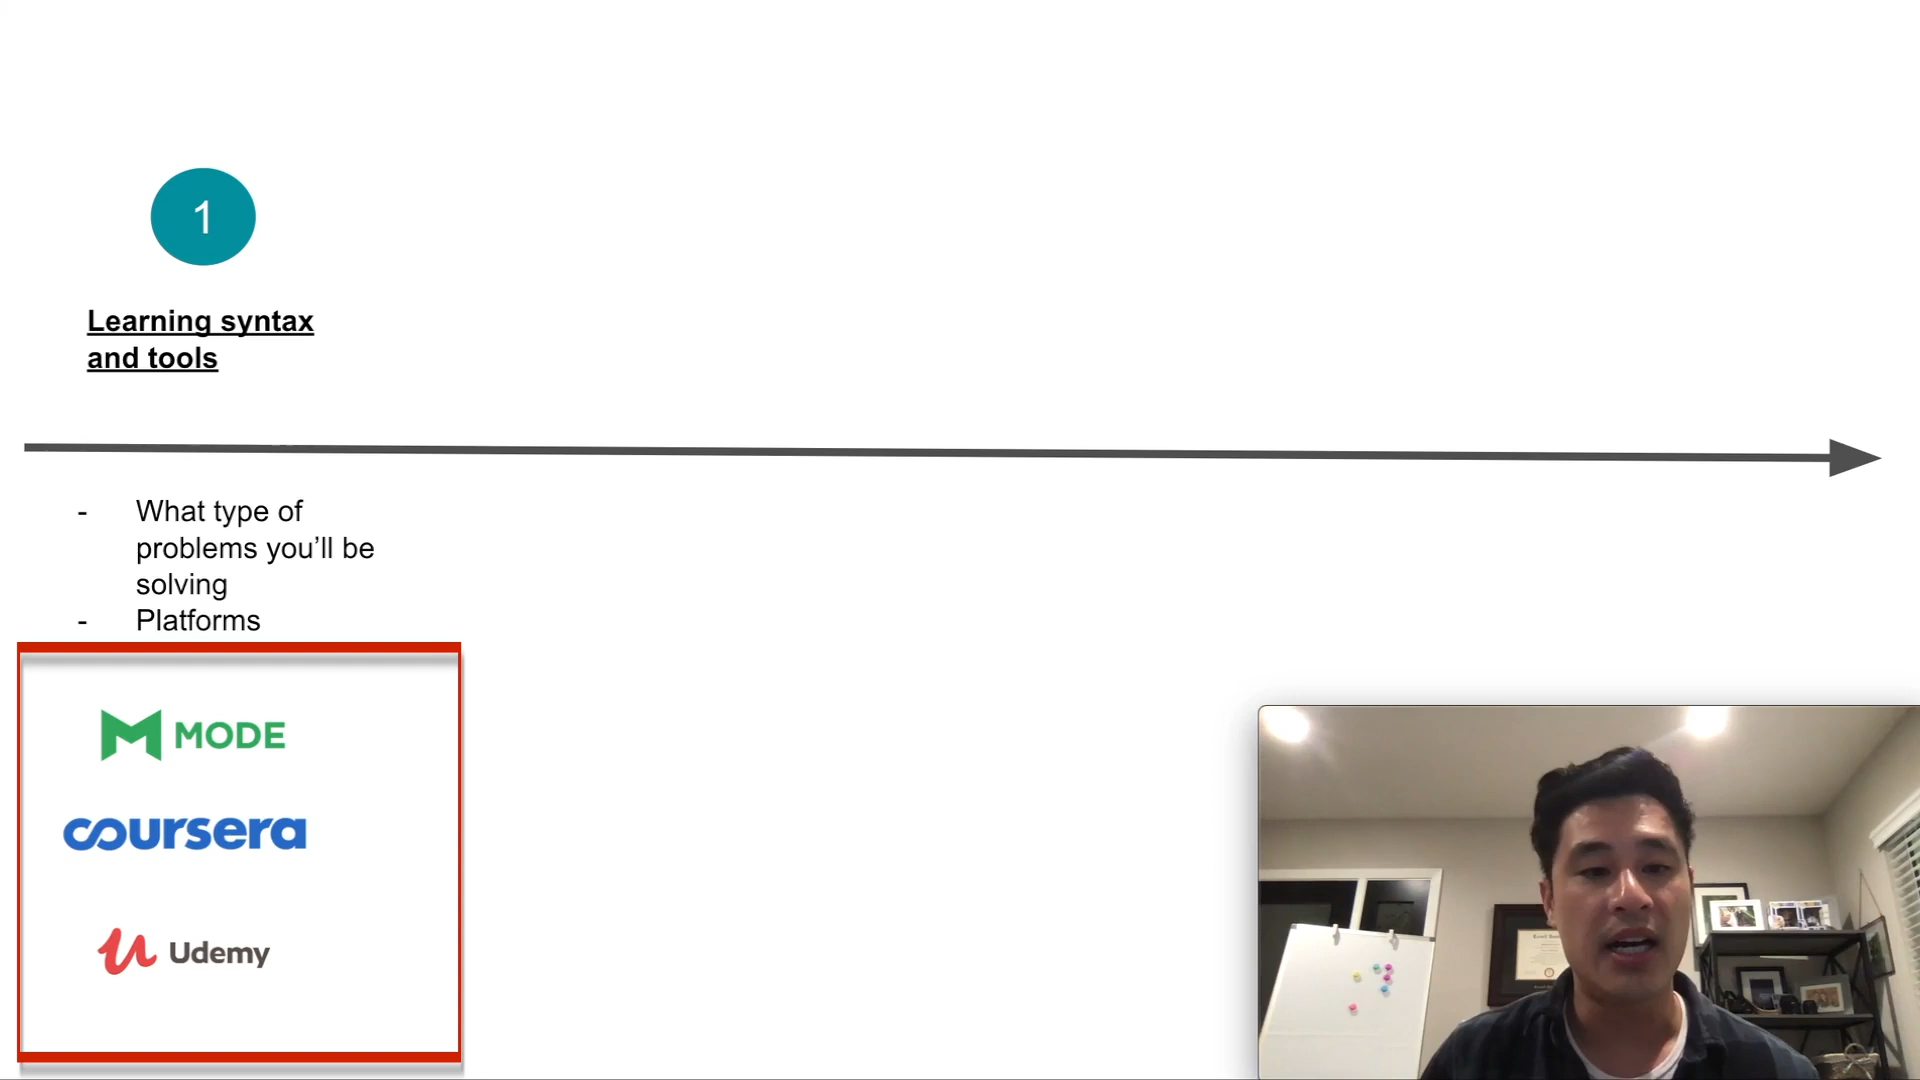 1
Learning syntax
and tools
- What type of
problems you’ll be
solving
- Platforms
MODE
coursera
Udemy